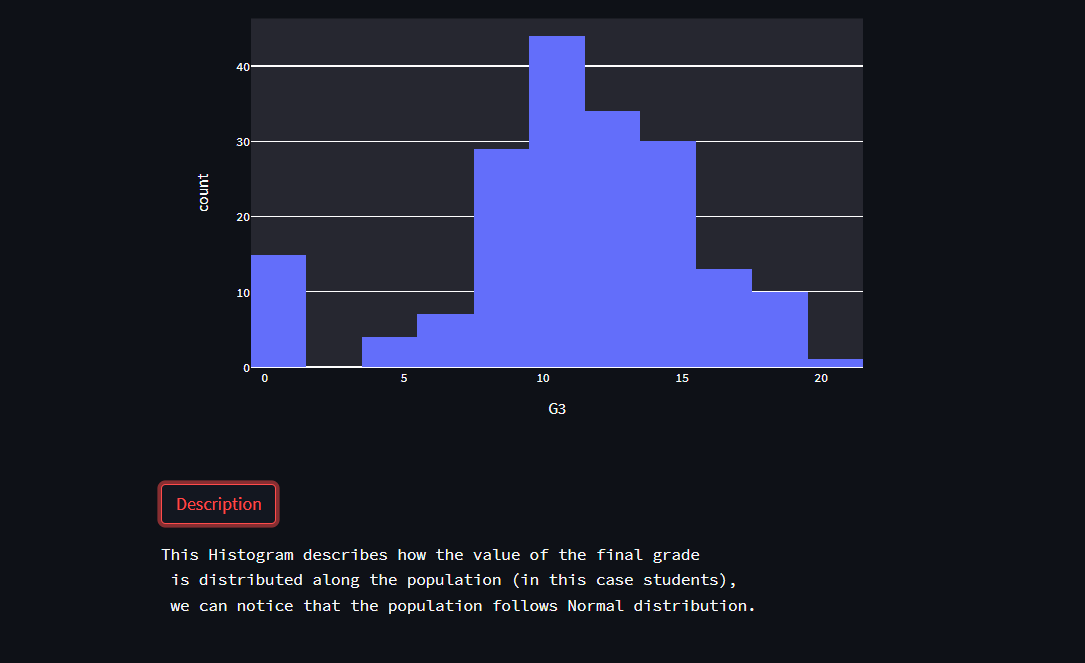 40
30
20
10
0
count
0 5 10 15 20
G3
Description
This Histogram describes how the value of the final grade
is distributed along the population (in this case students),
we can notice that the population follows Normal distribution.